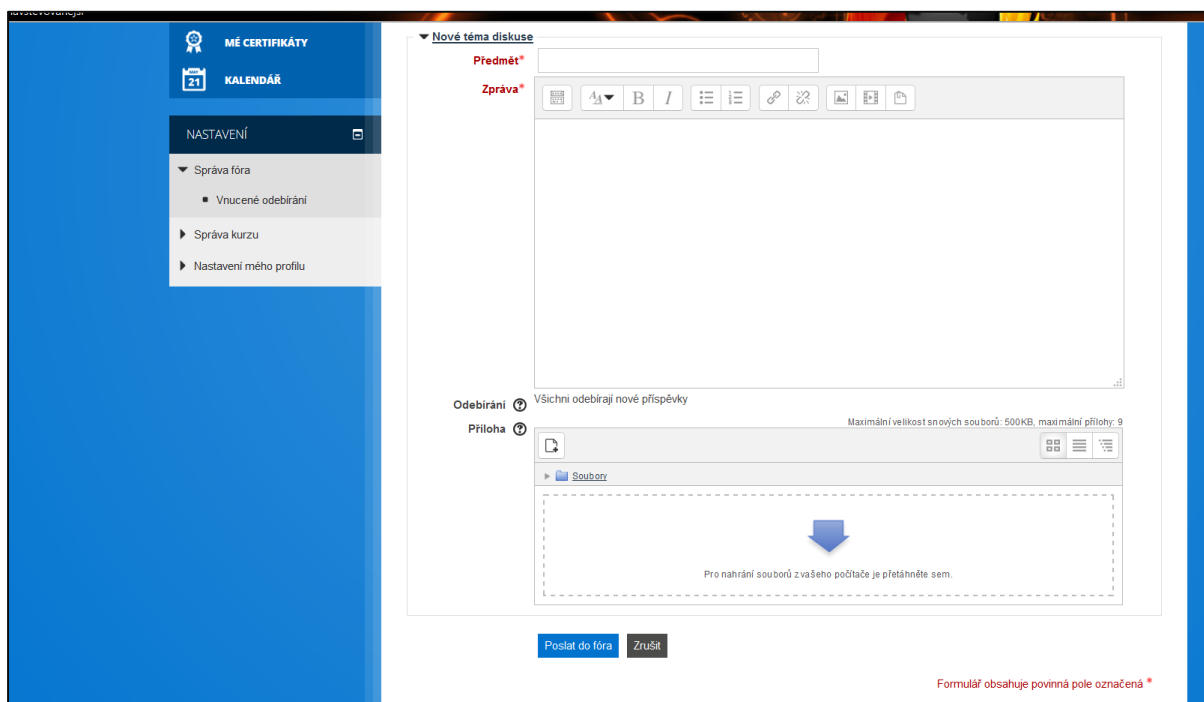 MÉ CERTIFIKÁTY
21
KALENDÁŘ
NASTAVENÍ
Správa fóra
Vnucené odebírání
Správa kurzu
Nastavení mého profilu
Nové téma diskuse
Předmět*
Zpráva*
B I
Odebírání
Všichni odebírají nové příspěvky
Maximální velikost snových souborů: 500KB, maximální přílohy: 9
Příloha
Soubory
Pro nahrání souborů z vašeho počítače je přetáhněte sem.
Poslat do fóra Zrušit
Formulář obsahuje povinná pole označená *